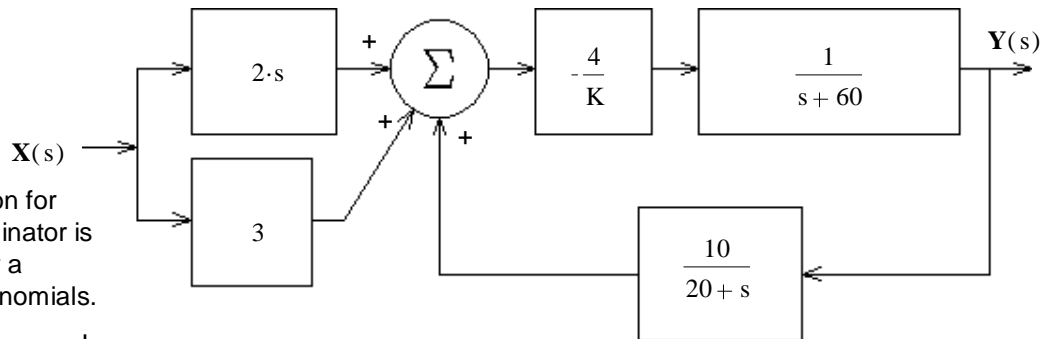 2·s
+
Σ
-4/K
1/(s + 60)
Y(s)
+
+
X(s)
3
on for
inator is
a
nomials.
10/(20 + s)